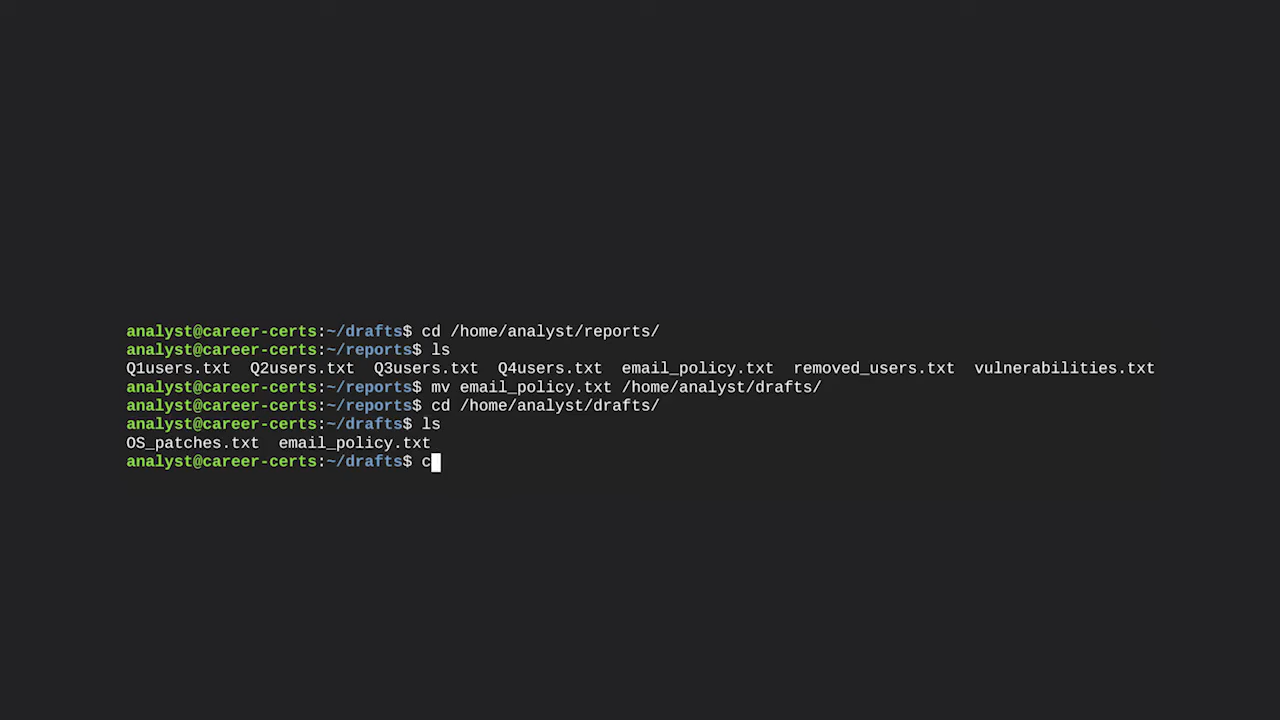 analyst@career-certs:~/drafts$ cd /home/analyst/reports/
analyst@career-certs:~/reports$ ls
Q1users.txt  Q2users.txt  Q3users.txt  Q4users.txt  email_policy.txt  removed_users.txt  vulnerabilities.txt
analyst@career-certs:~/reports$ mv email_policy.txt /home/analyst/drafts/
analyst@career-certs:~/reports$ cd /home/analyst/drafts/
analyst@career-certs:~/drafts$ ls
OS_patches.txt  email_policy.txt
analyst@career-certs:~/drafts$ c